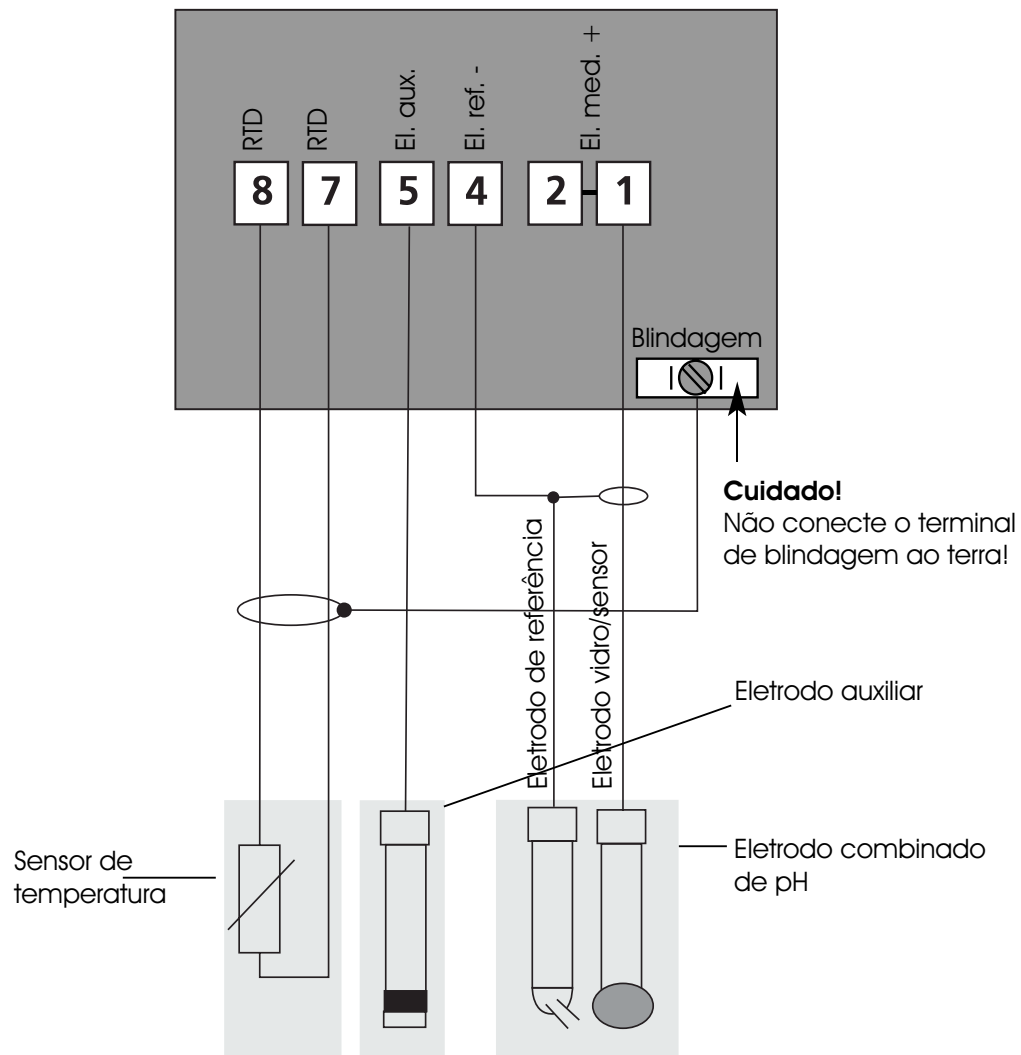 RTD
RTD
El. aux.
El. ref. -
El. med. +
8
7
5
4
2
1
Blindagem
Cuidado!
Não conecte o terminal
de blindagem ao terra!
Eletrodo de referência
Eletrodo vidro/sensor
Eletrodo auxiliar
Sensor de
temperatura
Eletrodo combinado
de pH